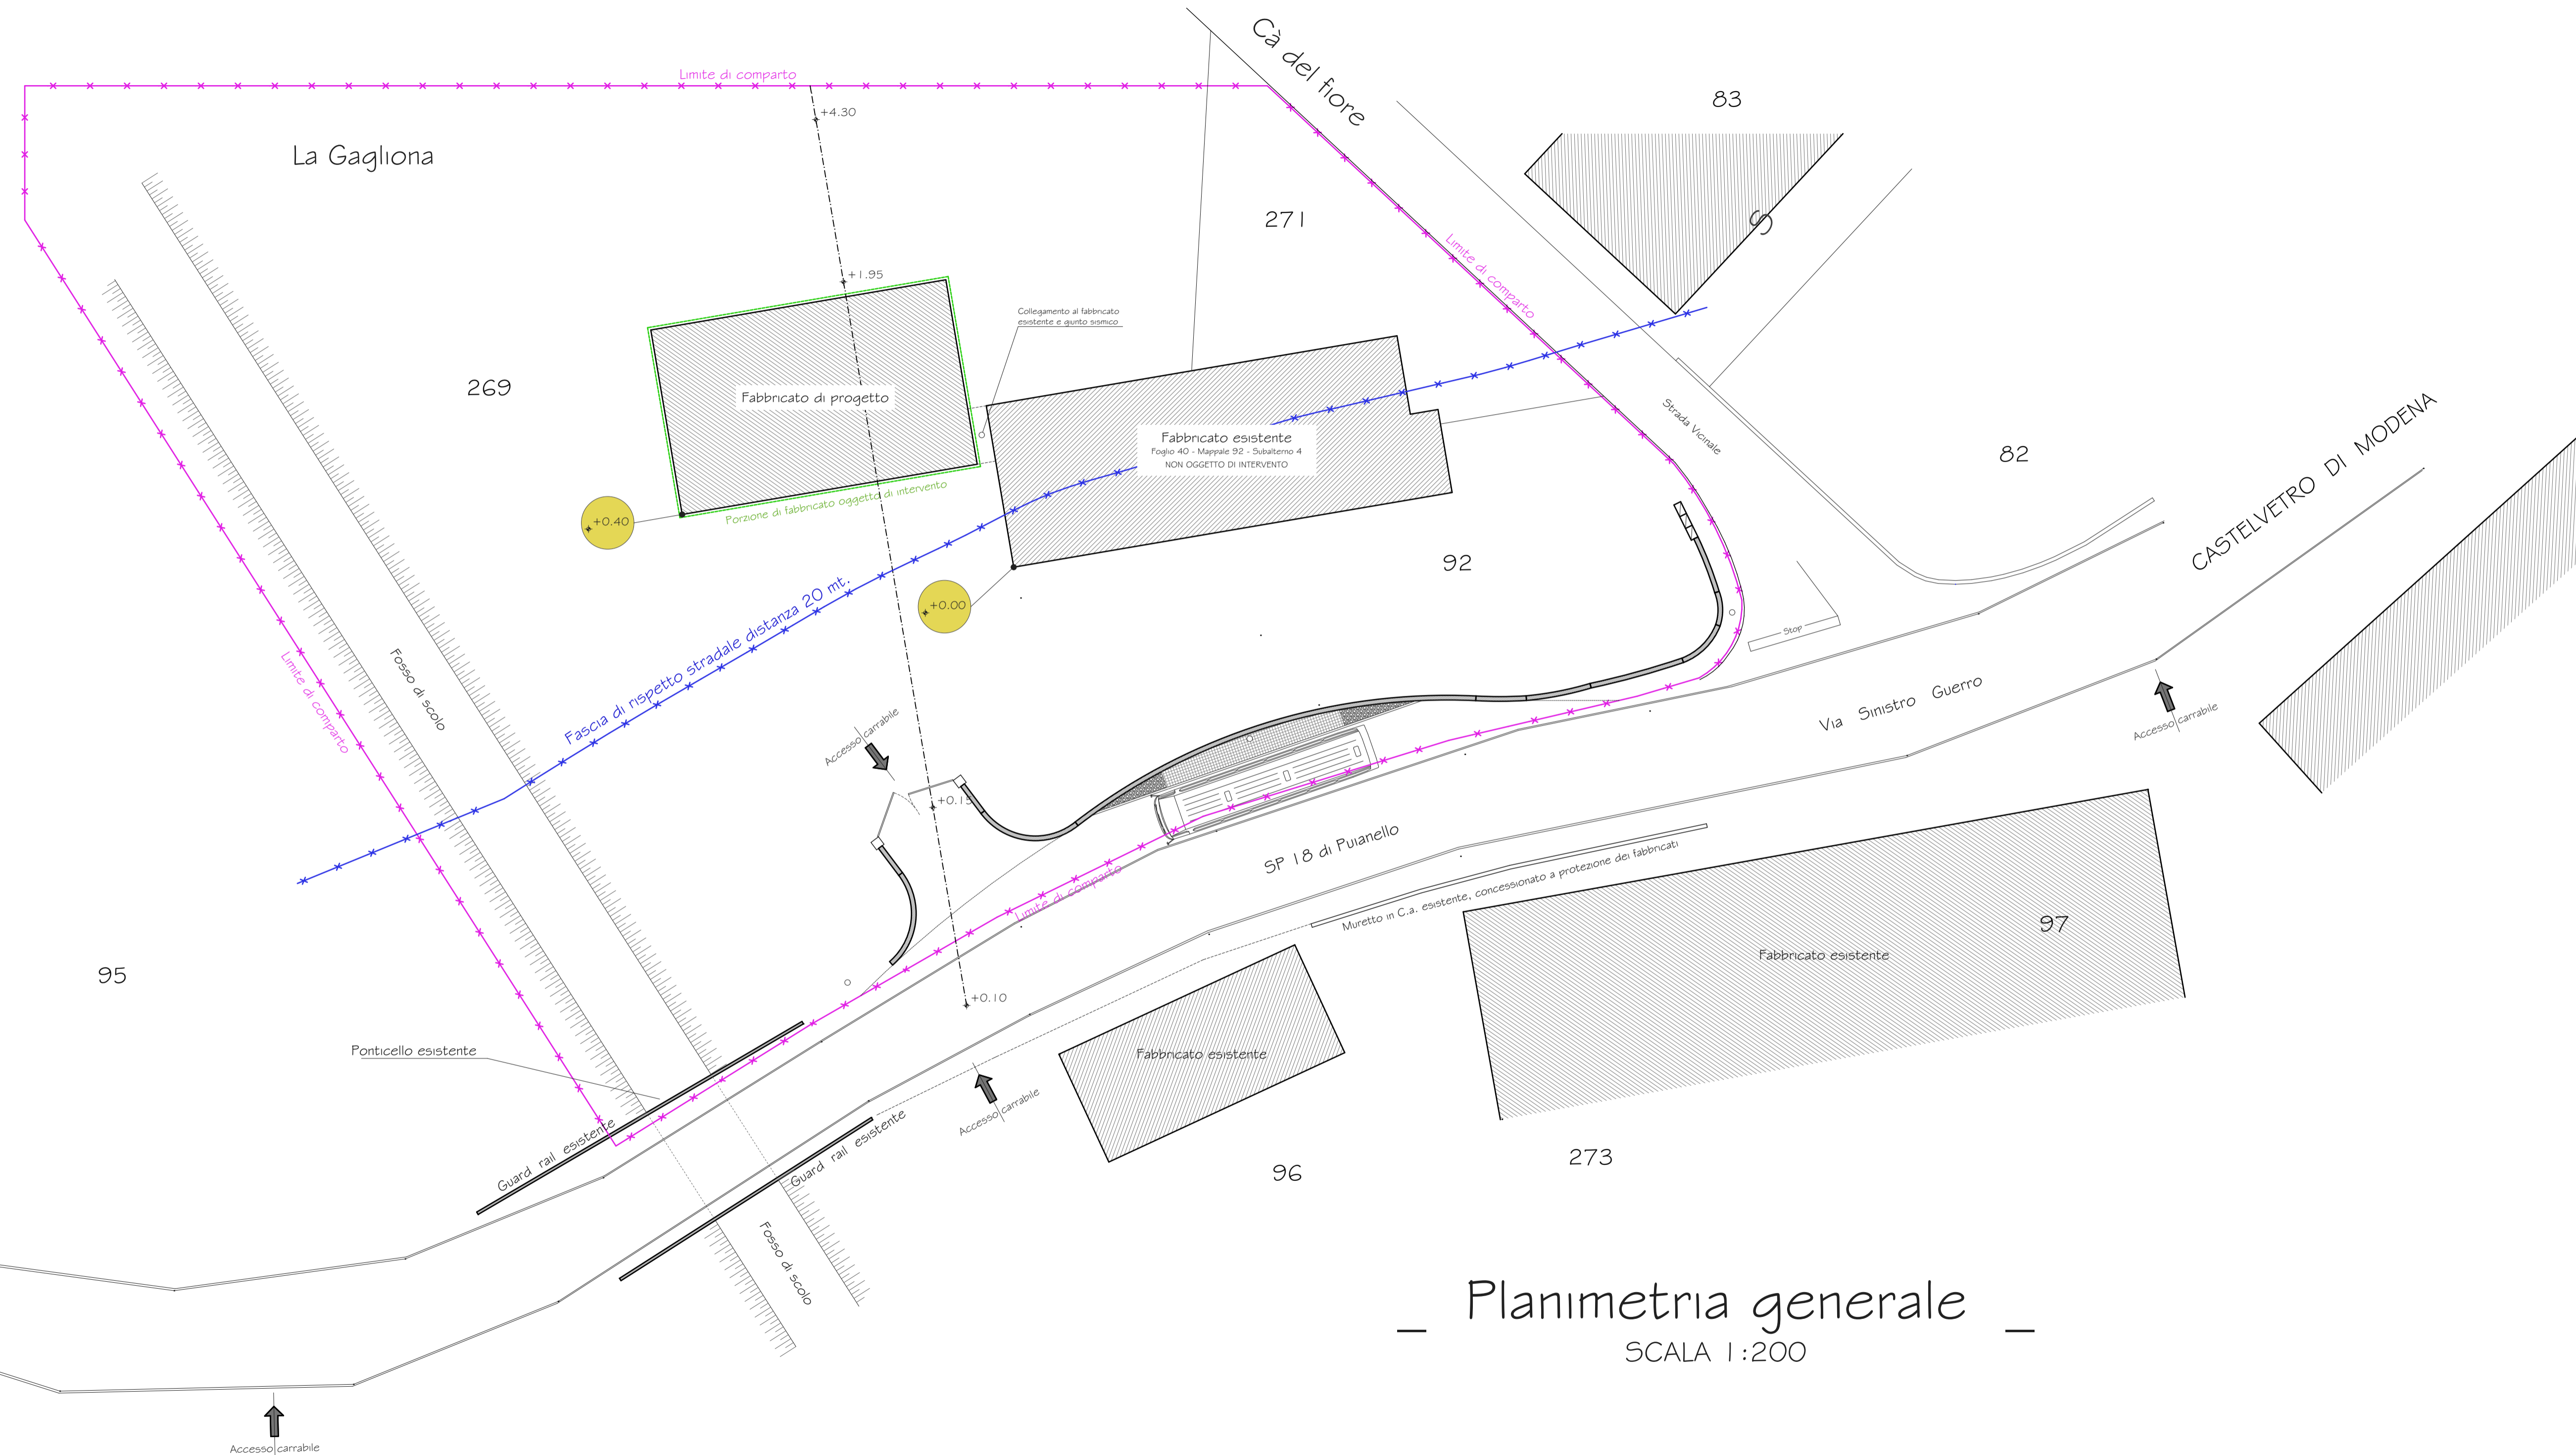 Cà del fiore
Limite di comparto
83
+4.30
La Gagliona
271
S
Limite di comparto
+1.95
Collegamento al fabbricato
esistente e giunto sismico
269
Fabbricato di progetto
Strada Vicinale
Fabbricato esistente
Foglio 40 - Mappale 92 - Subalterno 4
NON OGGETTO DI INTERVENTO
82
CASTELVETRO DI MODENA
Porzione di fabbricato oggetto di intervento
+0.40
92
+0.00
Fascia di rispetto stradale distanza 20 mt.
Stop
Limite di comparto
Fosso di scolo
Via Sinistro Guerro
Accesso carrabile
Accesso carrabile
+0.15
SP 18 di Puianello
Muretto in C.a. esistente, concessionato a protezione dei fabbricati
Limite di comparto
97
Fabbricato esistente
95
+0.10
Ponticello esistente
Fabbricato esistente
Accesso carrabile
Guard rail esistente
Guard rail esistente
96
273
Fosso di scolo
_ Planimetria generale _
SCALA 1:200
Accesso carrabile